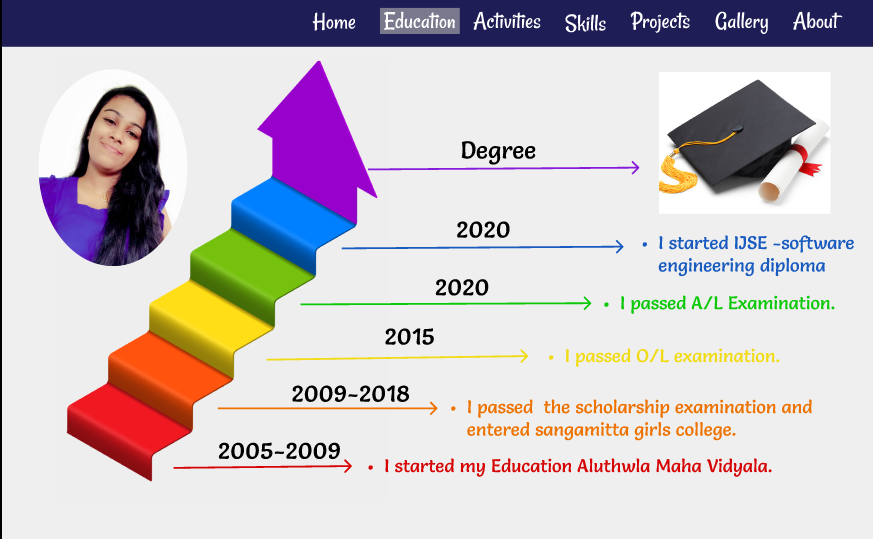 Home Education Activities Skills Projects Gallery About
Degree
2020
I started IJSE -software
engineering diploma
2020
I passed A/L Examination.
2015
I passed O/L examination.
2009-2018
I passed the scholarship examination and
entered sangamitta girls college.
2005-2009
I started my Education Aluthwla Maha Vidyala.